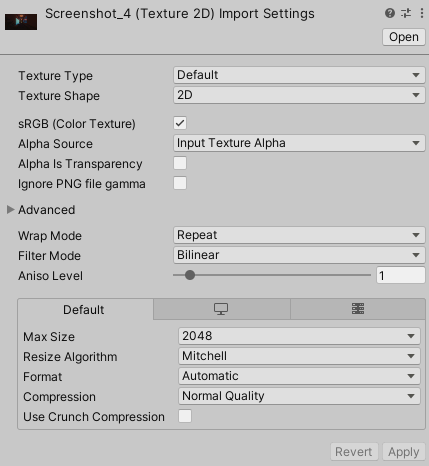 Screenshot_4 (Texture 2D) Import Settings
Open
Texture Type Default
Texture Shape 2D
sRGB (Color Texture)
Alpha Source Input Texture Alpha
Alpha Is Transparency
Ignore PNG file gamma
Advanced
Wrap Mode Repeat
Filter Mode Bilinear
Aniso Level 1
Default
Max Size 2048
Resize Algorithm Mitchell
Format Automatic
Compression Normal Quality
Use Crunch Compression
Revert Apply